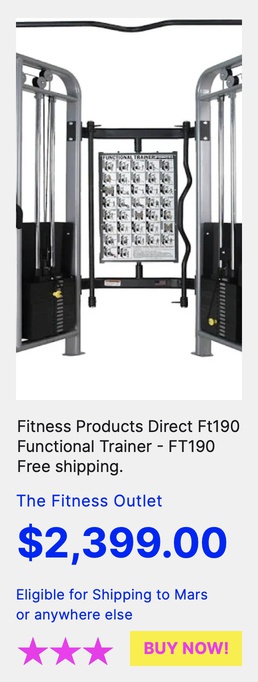 FUNCTIONAL TRAINER
Fitness Products Direct Ft190
Functional Trainer - FT190
Free shipping.
The Fitness Outlet
$2,399.00
Eligible for Shipping to Mars
or anywhere else
BUY NOW!